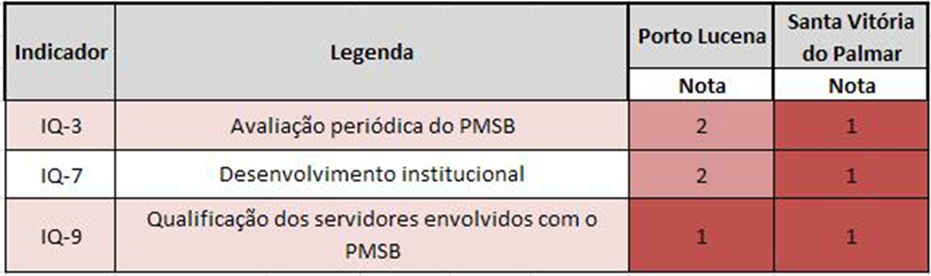 Indicador Legenda Porto Lucena Santa Vitória
do Palmar
Nota Nota
IQ-3 Avaliação periódica do PMSB 2 1
IQ-7 Desenvolvimento institucional 2 1
IQ-9 Qualificação dos servidores envolvidos com o
PMSB 1 1